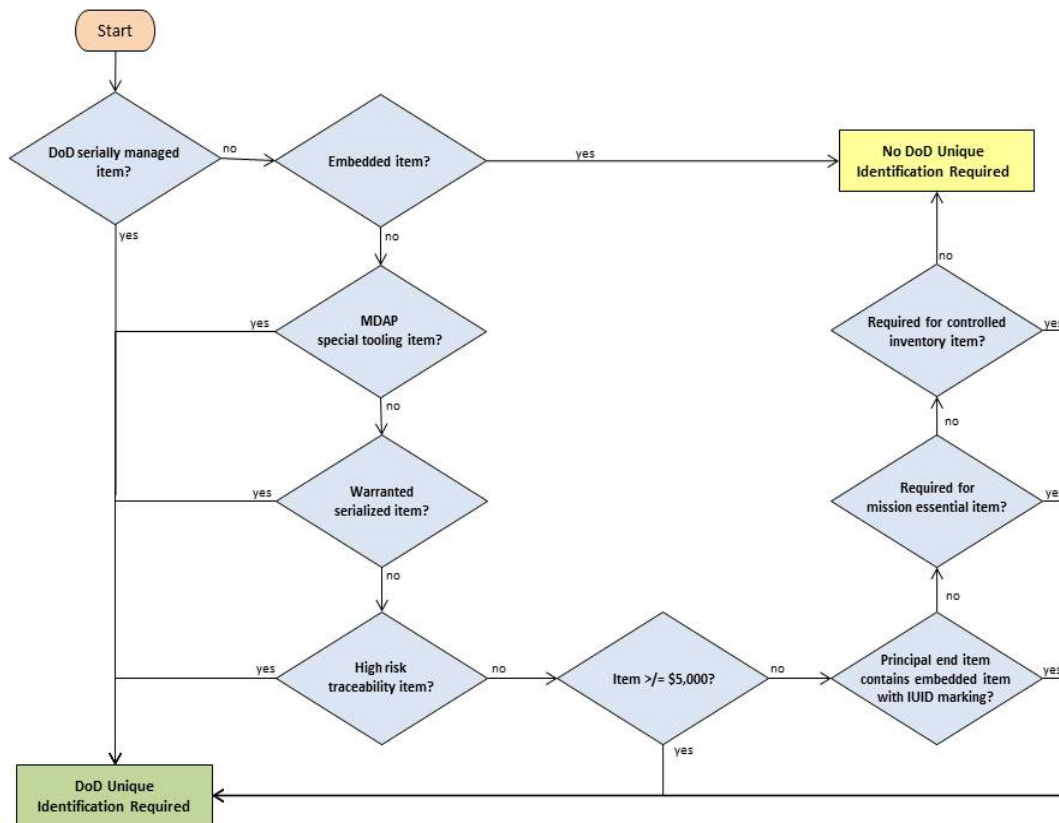 Start
DoD serially managed
item?
no
Embedded item?
yes
No DoD Unique
Identification Required
yes
no
no
yes
MDAP
special tooling item?
Required for controlled
inventory item?
yes
no
no
yes
Warranted
serialized item?
Required for
mission essential item?
yes
no
no
yes
High risk
traceability item?
no
Item >/= $5,000?
no
Principal end item
contains embedded item
with IUID marking?
yes
yes
DoD Unique
Identification Required